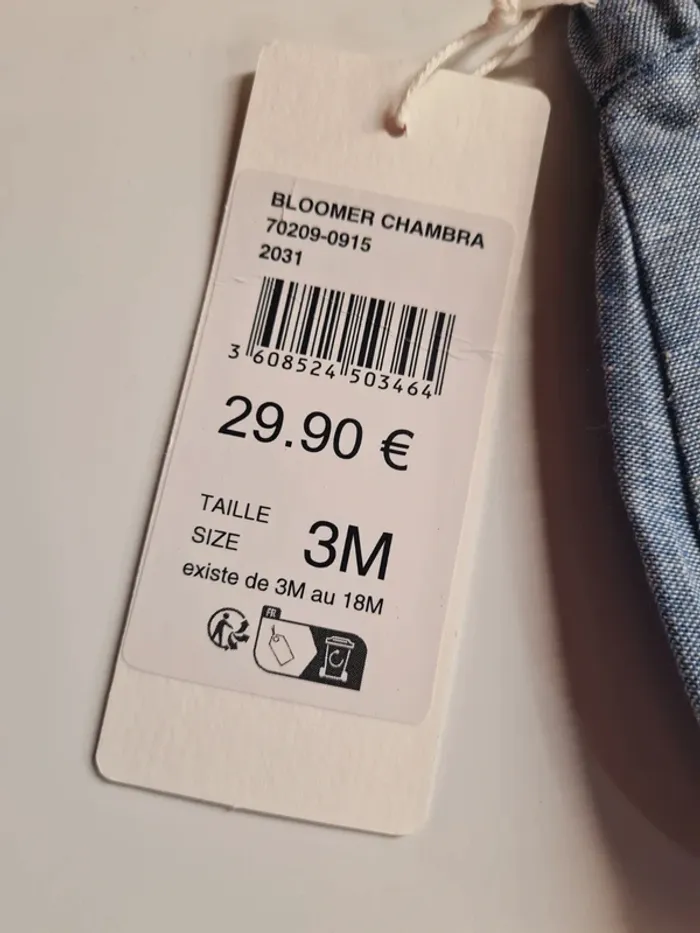 BLOOMER CHAMBRA
70209-0915
2031
3 608524 503464
29.90 €
TAILLE
SIZE
3M
existe de 3M au 18M
FR